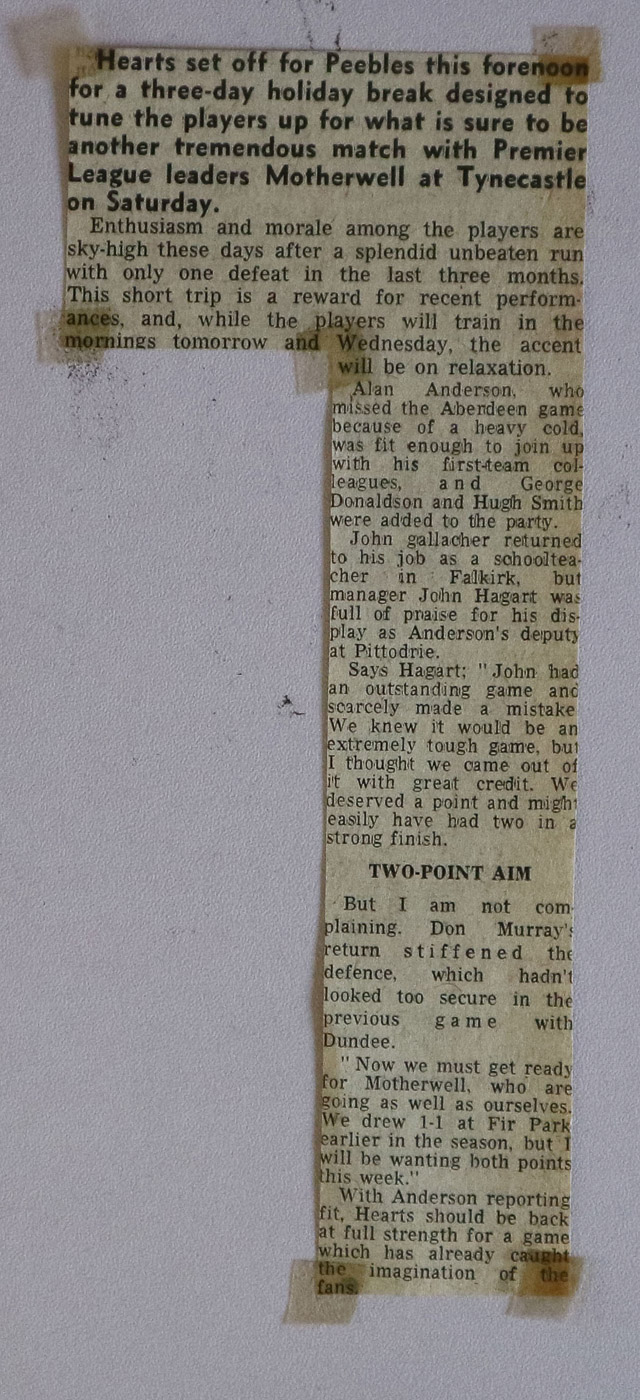 Hearts set off for Peebles this forenoon
for a three-day holiday break designed to
tune the players up for what is sure to be
another tremendous match with Premier
League leaders Motherwell at Tynecastle
on Saturday.
Enthusiasm and morale among the players are
sky-high these days after a splendid unbeaten run
with only one defeat in the last three months.
This short trip is a reward for recent perform-
ances, and, while the players will train in the
mornings tomorrow and Wednesday, the accent
will be on relaxation.
Alan Anderson, who
missed the Aberdeen game
because of a heavy cold,
was fit enough to join up
with his first-team col-
leagues, and George
Donaldson and Hugh Smith
were added to the party.
John gallacher returned
to his job as a schooltea-
cher in Falkirk, but
manager John Hagart was
full of praise for his dis-
play as Anderson's deputy
at Pittodrie.
Says Hagart; "John had
an outstanding game and
scarcely made a mistake
We knew it would be an
extremely tough game, but
I thought we came out of
it with great credit. We
deserved a point and might
easily have had two in a
strong finish.
TWO-POINT AIM
But I am not com-
plaining. Don Murray's
return stiffened the
defence, which hadn't
looked too secure in the
previous game with
Dundee.
"Now we must get ready
for Motherwell, who are
going as well as ourselves.
We drew 1-1 at Fir Park
earlier in the season, but I
will be wanting both points
this week."
With Anderson reporting
fit, Hearts should be back
at full strength for a game
which has already caught
the imagination of the
fans.